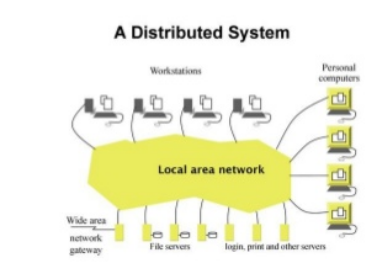 A Distributed System
Workstations
Personal
computers
Local area network
Wide area
network
gateway
File servers
login, print and other servers